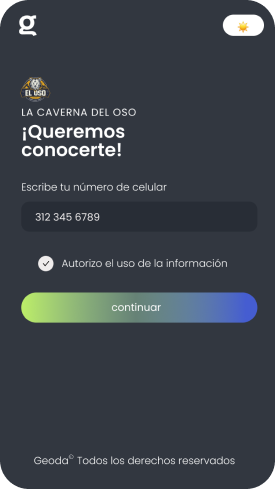 g
EL OSO
LA CAVERNA DEL OSO
¡Queremos
conocerte!
Escribe tu número de celular
312 345 6789
Autorizo el uso de la información
continuar
Geoda© Todos los derechos reservados